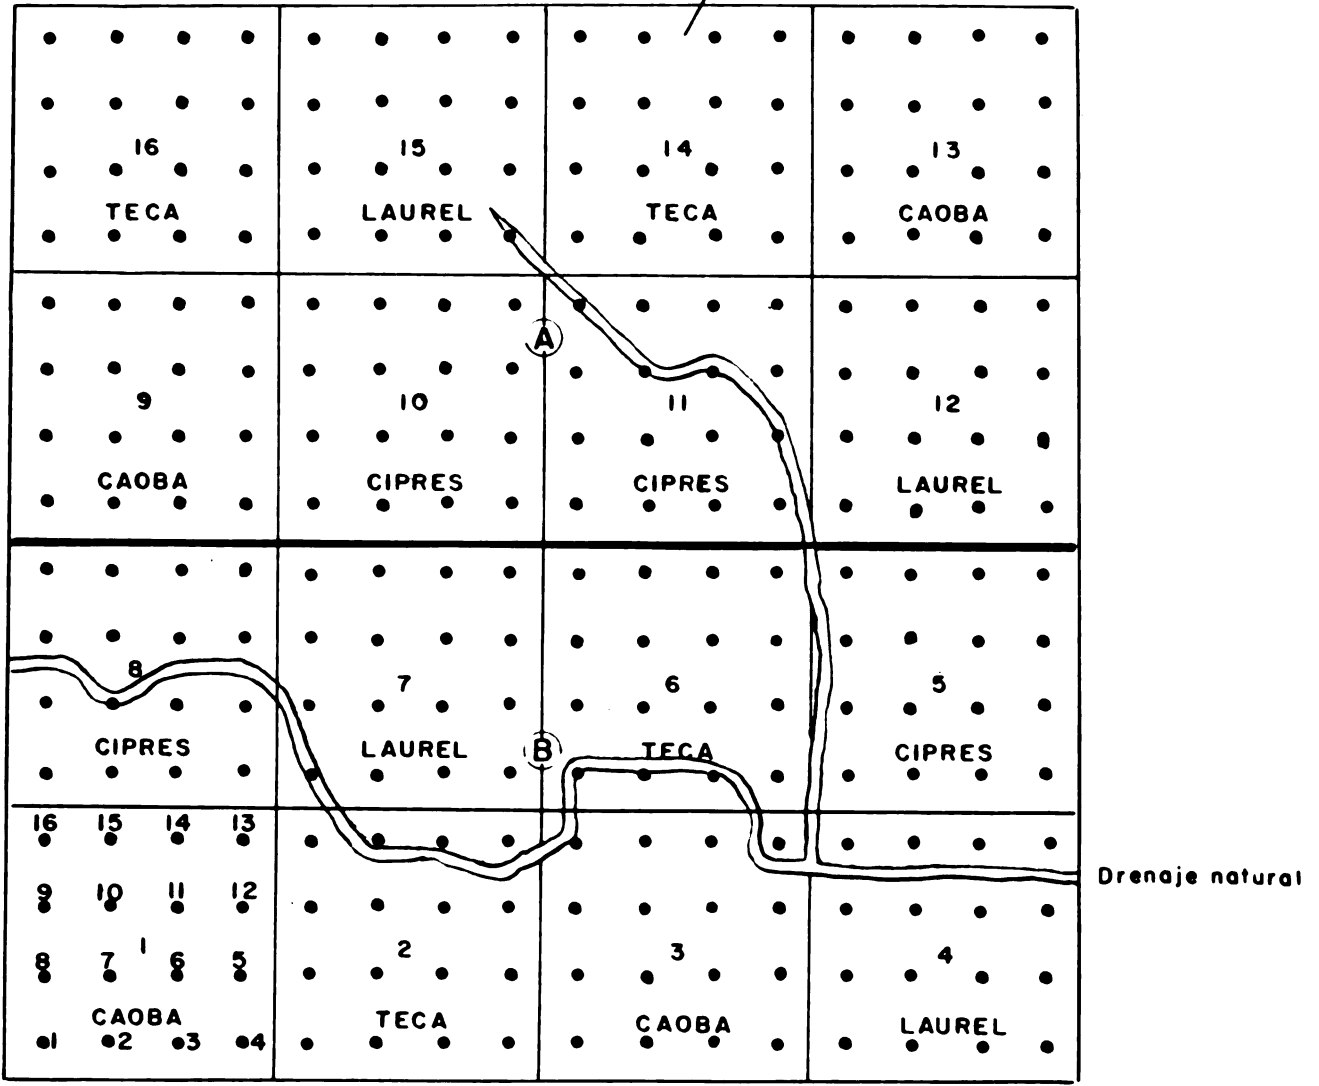 16 15 14 13
TECA LAUREL TECA CAOBA
A
9 10 11 12
CAOBA CIPRES CIPRES LAUREL
8 7 6 5
CIPRES LAUREL B TECA CIPRES
16 15 14 13
Drenaje natural
9 10 11 12
1 2 3 4
8 7 6 5
CAOBA TECA CAOBA LAUREL
1 2 3 4